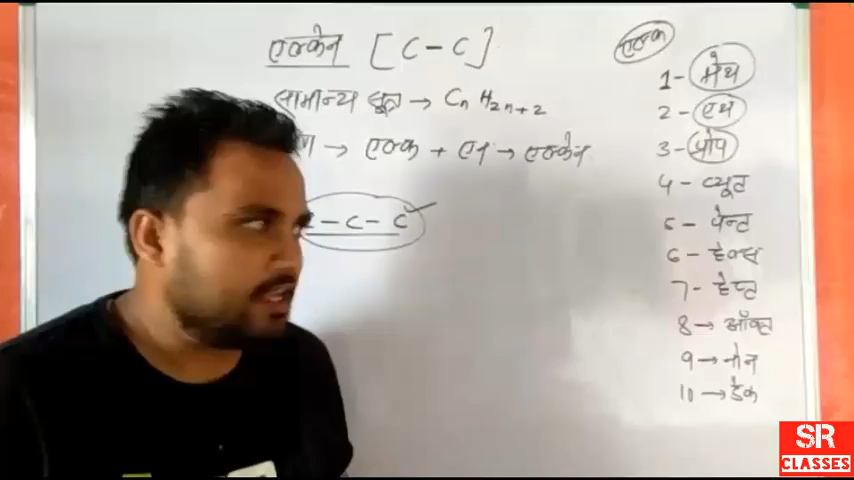 एल्केन [C-C]
सामान्य सूत्र → CnH2n+2
→ एल्क + एन → एल्केन
- C - C
एल्क
1- मेथ
2- एथ
3- प्रोप
4- ब्यूट
5- पेन्ट
6- हेक्स
7- हेप्ट
8 → ऑक्ट
9 → नोन
10 → डेक
SR
CLASSES